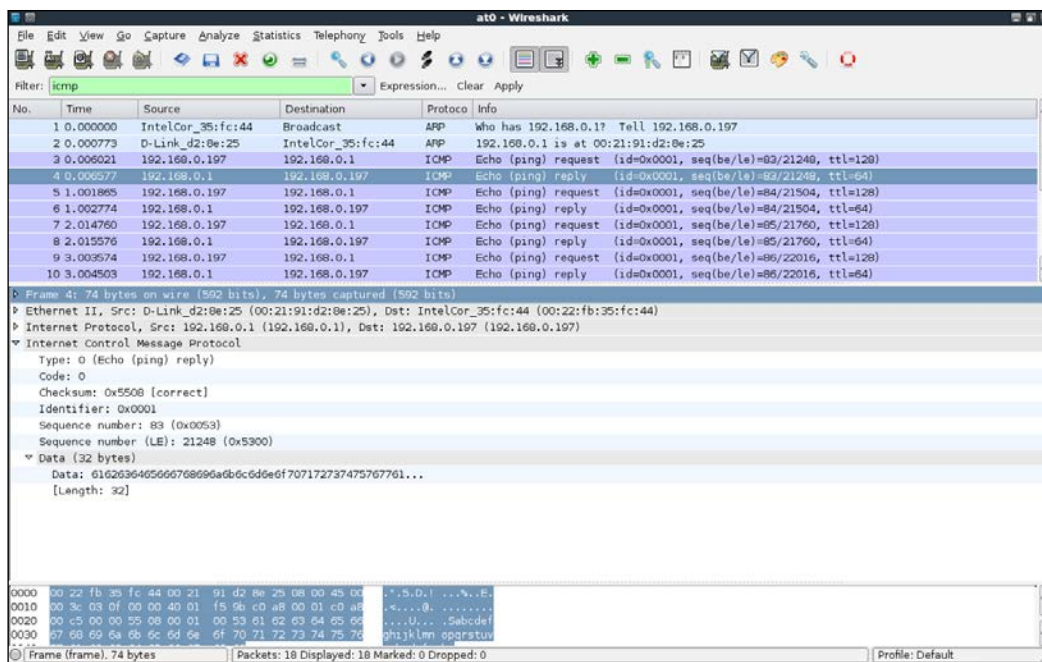 at0 - Wireshark
File Edit View Go Capture Analyze Statistics Telephony Tools Help
Filter: icmp Expression... Clear Apply
No. Time Source Destination Protoco Info
1 0.000000 IntelCor_35:fc:44 Broadcast ARP Who has 192.168.0.1? Tell 192.168.0.197
2 0.000773 D-Link_d2:8e:25 IntelCor_35:fc:44 ARP 192.168.0.1 is at 00:21:91:d2:8e:25
3 0.006021 192.168.0.197 192.168.0.1 ICMP Echo (ping) request (id=0x0001, seq(be/le)=83/21248, ttl=128)
4 0.006577 192.168.0.1 192.168.0.197 ICMP Echo (ping) reply (id=0x0001, seq(be/le)=83/21248, ttl=64)
5 1.001865 192.168.0.197 192.168.0.1 ICMP Echo (ping) request (id=0x0001, seq(be/le)=84/21504, ttl=128)
6 1.002774 192.168.0.1 192.168.0.197 ICMP Echo (ping) reply (id=0x0001, seq(be/le)=84/21504, ttl=64)
7 2.014760 192.168.0.197 192.168.0.1 ICMP Echo (ping) request (id=0x0001, seq(be/le)=85/21760, ttl=128)
8 2.015576 192.168.0.1 192.168.0.197 ICMP Echo (ping) reply (id=0x0001, seq(be/le)=85/21760, ttl=64)
9 3.003574 192.168.0.197 192.168.0.1 ICMP Echo (ping) request (id=0x0001, seq(be/le)=86/22016, ttl=128)
10 3.004503 192.168.0.1 192.168.0.197 ICMP Echo (ping) reply (id=0x0001, seq(be/le)=86/22016, ttl=64)
Frame 4: 74 bytes on wire (592 bits), 74 bytes captured (592 bits)
Ethernet II, Src: D-Link_d2:8e:25 (00:21:91:d2:8e:25), Dst: IntelCor_35:fc:44 (00:22:fb:35:fc:44)
Internet Protocol, Src: 192.168.0.1 (192.168.0.1), Dst: 192.168.0.197 (192.168.0.197)
Internet Control Message Protocol
Type: 0 (Echo (ping) reply)
Code: 0
Checksum: 0x5508 [correct]
Identifier: 0x0001
Sequence number: 83 (0x0053)
Sequence number (LE): 21248 (0x5300)
Data (32 bytes)
Data: 6162636465666768696a6b6c6d6e6f7071727374757677​61...
[Length: 32]
0000 00 22 fb 35 fc 44 00 21 91 d2 8e 25 08 00 45 00 .".5.D.! ...%..E.
0010 00 3c 03 0f 00 00 40 01 f5 9b c0 a8 00 01 c0 a8 .<....@. ........
0020 00 c5 00 00 55 08 00 01 00 53 61 62 63 64 65 66 ....U... .Sabcdef
0030 67 68 69 6a 6b 6c 6d 6e 6f 70 71 72 73 74 75 76 ghijklmn opqrstuv
Frame (frame), 74 bytes Packets: 18 Displayed: 18 Marked: 0 Dropped: 0 Profile: Default